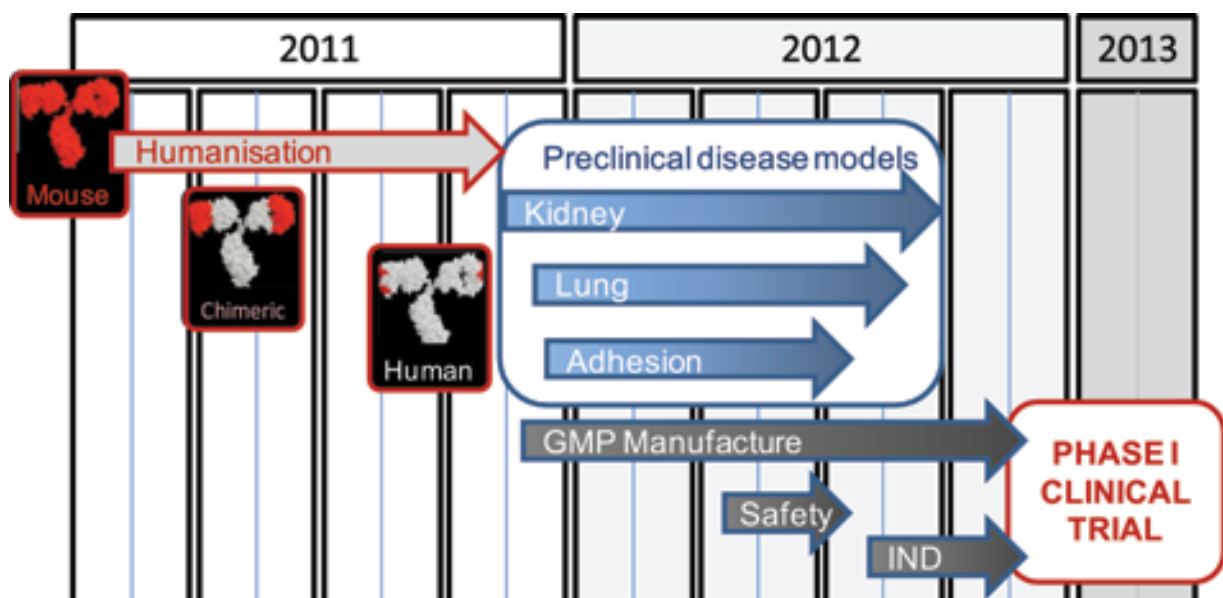 2011
2012
2013
Mouse
Humanisation
Chimeric
Human
Preclinical disease models
Kidney
Lung
Adhesion
GMP Manufacture
Safety
IND
PHASE I
CLINICAL
TRIAL